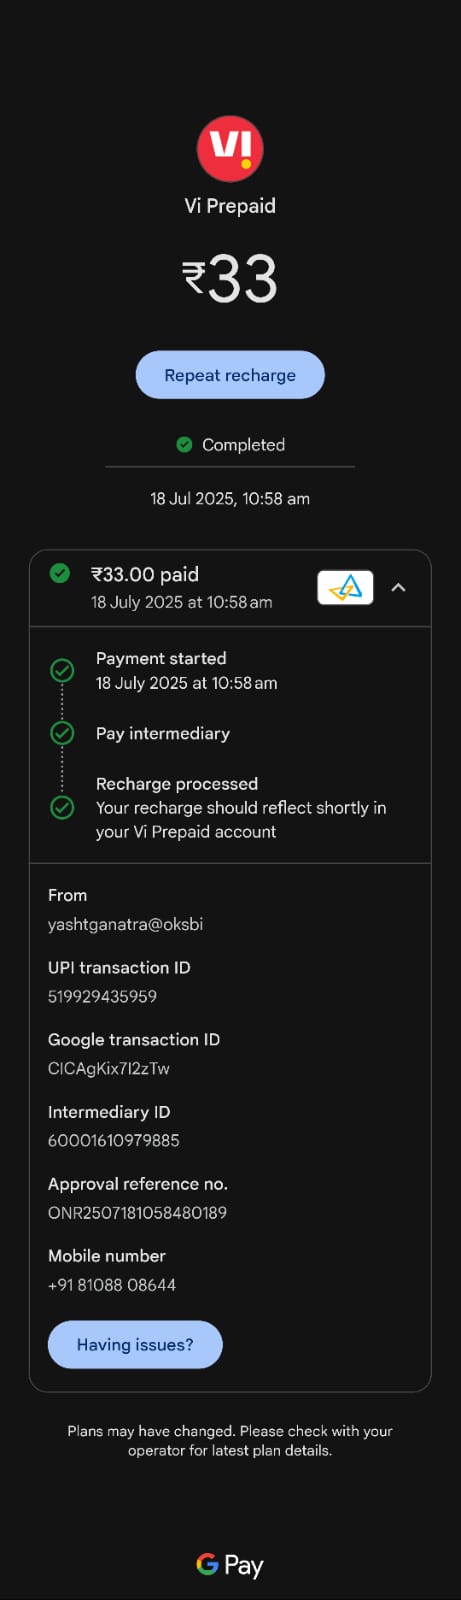 VI
Vi Prepaid
₹33
Repeat recharge
Completed
18 Jul 2025, 10:58 am
₹33.00 paid
18 July 2025 at 10:58 am
Payment started
18 July 2025 at 10:58 am
Pay intermediary
Recharge processed
Your recharge should reflect shortly in
your Vi Prepaid account
From
yashtganatra@oksbi
UPI transaction ID
519929435959
Google transaction ID
CICAgKix7I2zTw
Intermediary ID
60001610979885
Approval reference no.
ONR2507181058480189
Mobile number
+91 81088 08644
Having issues?
Plans may have changed. Please check with your
operator for latest plan details.
G Pay